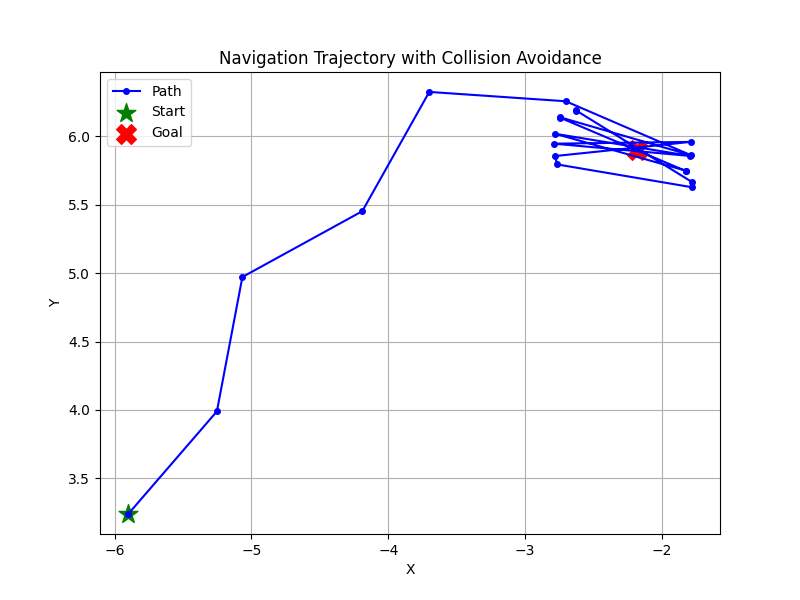 Navigation Trajectory with Collision Avoidance
Path
Start
Goal
6.0
5.5
5.0
4.5
4.0
3.5
Y
−6
−5
−4
−3
−2
X